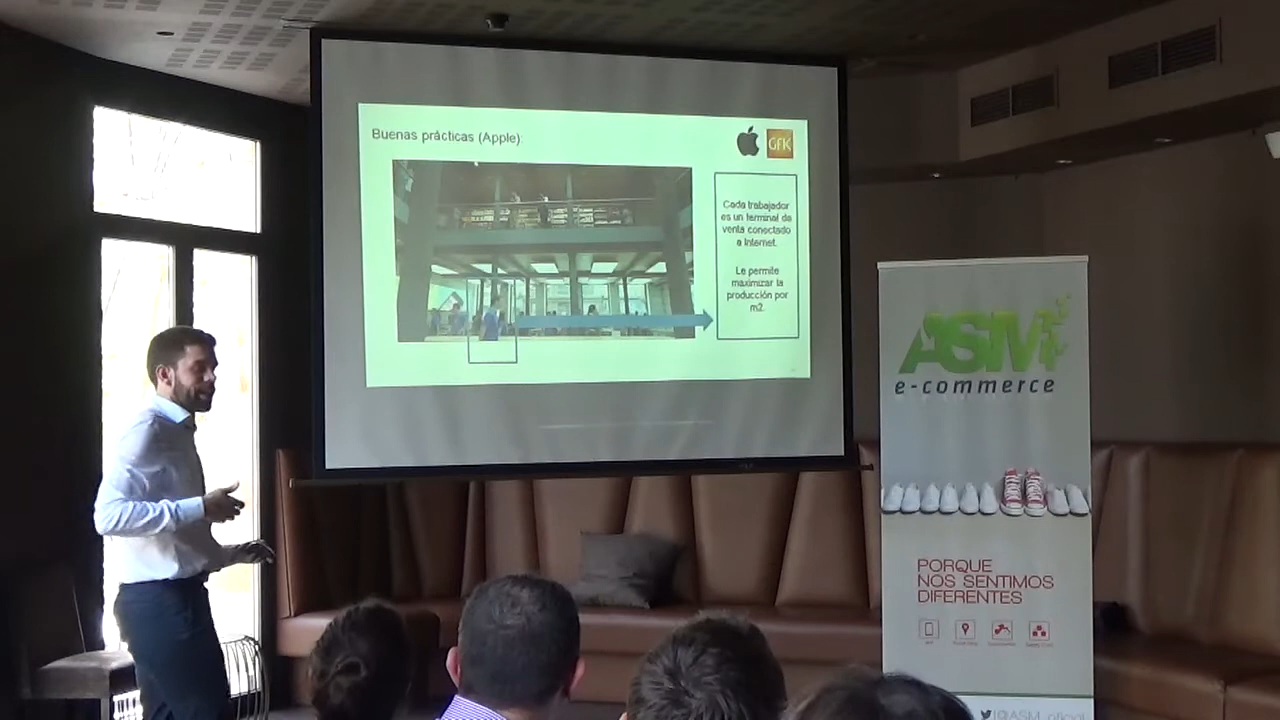 Buenas prácticas (Apple)
GfK
Cada trabajador
es un terminal de
venta conectado
a Internet.
Le permite
maximizar la
producción por
m2.
ASM
e-commerce
PORQUE
NOS SENTIMOS
DIFERENTES
@ASM_oficial